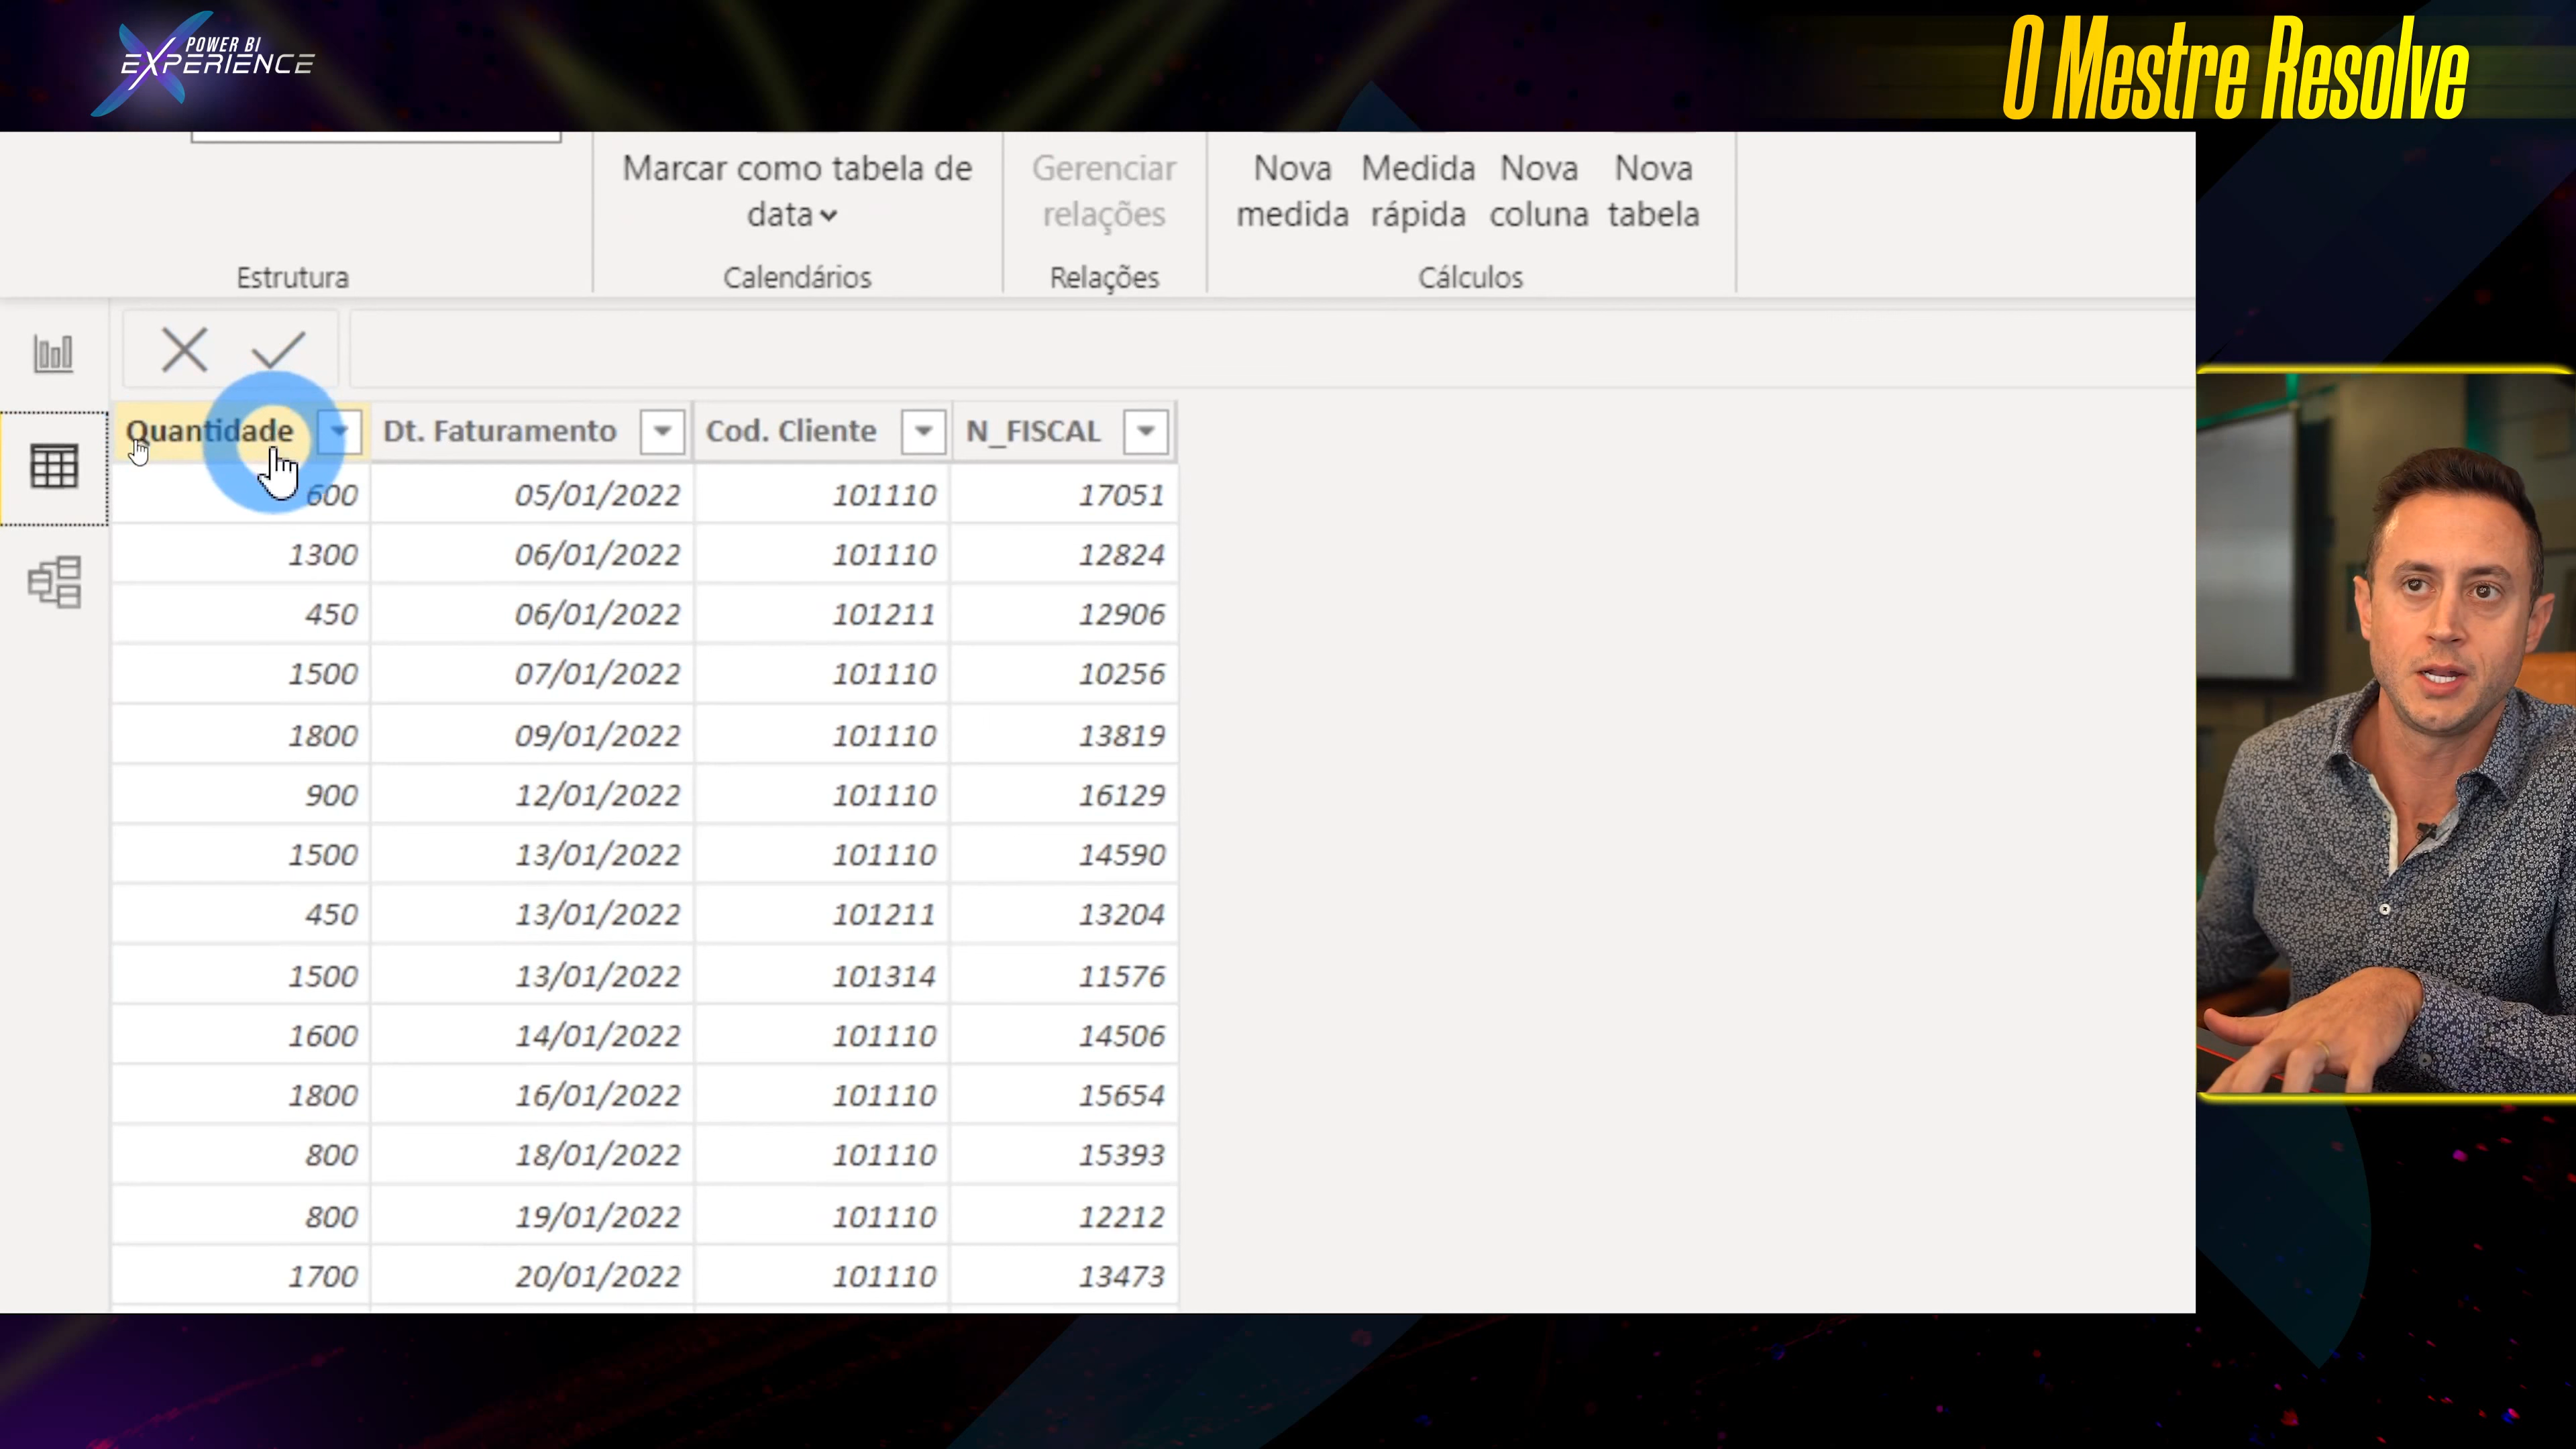 POWER BI
EXPERIENCE
O Mestre Resolve
Marcar como tabela de
data
Gerenciar
relações
Nova
medida
Medida
rápida
Nova
coluna
Nova
tabela
Estrutura
Calendários
Relações
Cálculos
Quantidade Dt. Faturamento Cod. Cliente N_FISCAL
600 05/01/2022 101110 17051
1300 06/01/2022 101110 12824
450 06/01/2022 101211 12906
1500 07/01/2022 101110 10256
1800 09/01/2022 101110 13819
900 12/01/2022 101110 16129
1500 13/01/2022 101110 14590
450 13/01/2022 101211 13204
1500 13/01/2022 101314 11576
1600 14/01/2022 101110 14506
1800 16/01/2022 101110 15654
800 18/01/2022 101110 15393
800 19/01/2022 101110 12212
1700 20/01/2022 101110 13473